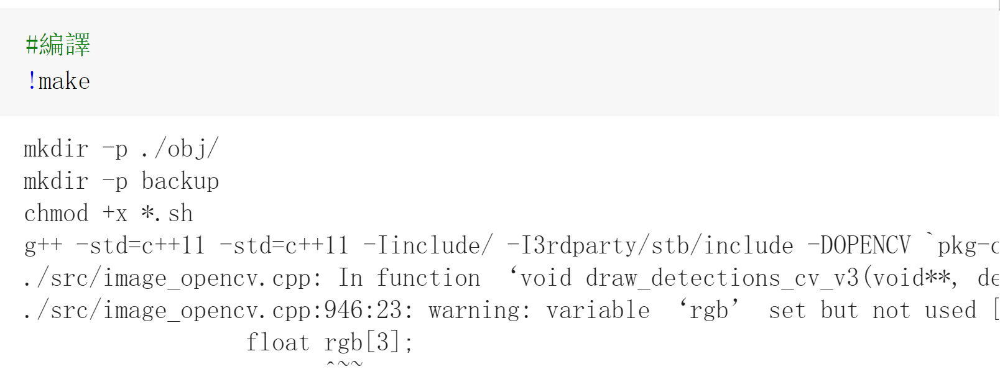 #編譯
!make
mkdir -p ./obj/
mkdir -p backup
chmod +x *.sh
g++ -std=c++11 -std=c++11 -Iinclude/ -I3rdparty/stb/include -DOPENCV `pkg-c
./src/image_opencv.cpp: In function ‘void draw_detections_cv_v3(void**, de
./src/image_opencv.cpp:946:23: warning: variable ‘rgb’ set but not used [
float rgb[3];
^~~